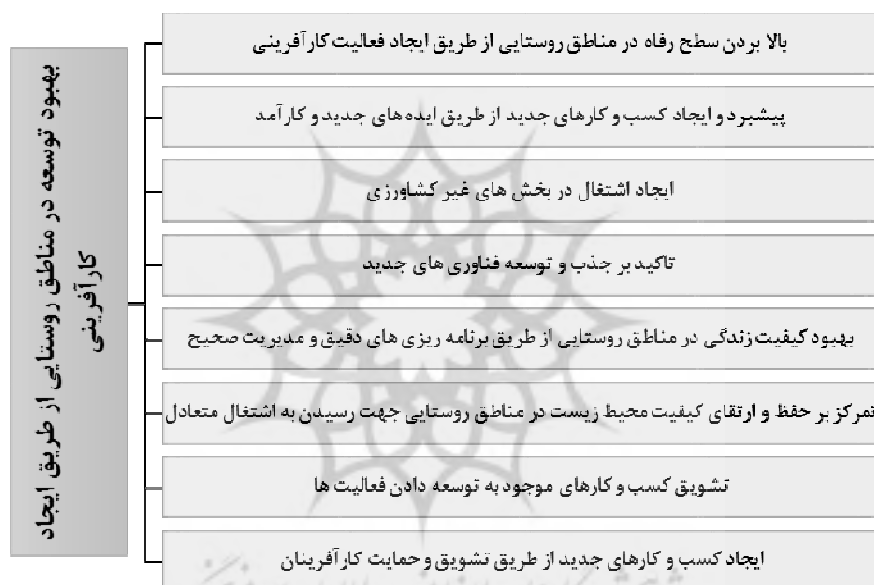 بهبود توسعه در مناطق روستایی از طریق ایجاد
کارآفرینی
بالا بردن سطح رفاه در مناطق روستایی از طریق ایجاد فعالیت کارآفرینی
پیشبرد و ایجاد کسب و کارهای جدید از طریق ایده‌های جدید و کارآمد
ایجاد اشتغال در بخش های غیر کشاورزی
تاکید بر جذب و توسعه فناوری های جدید
بهبود کیفیت زندگی در مناطق روستایی از طریق برنامه ریزی های دقیق و مدیریت صحیح
تمرکز بر حفظ و ارتقای کیفیت محیط زیست در مناطق روستایی جهت رسیدن به اشتغال متعادل
تشویق کسب و کارهای موجود به توسعه دادن فعالیت ها
ایجاد کسب و کارهای جدید از طریق تشویق و حمایت کارآفرینان